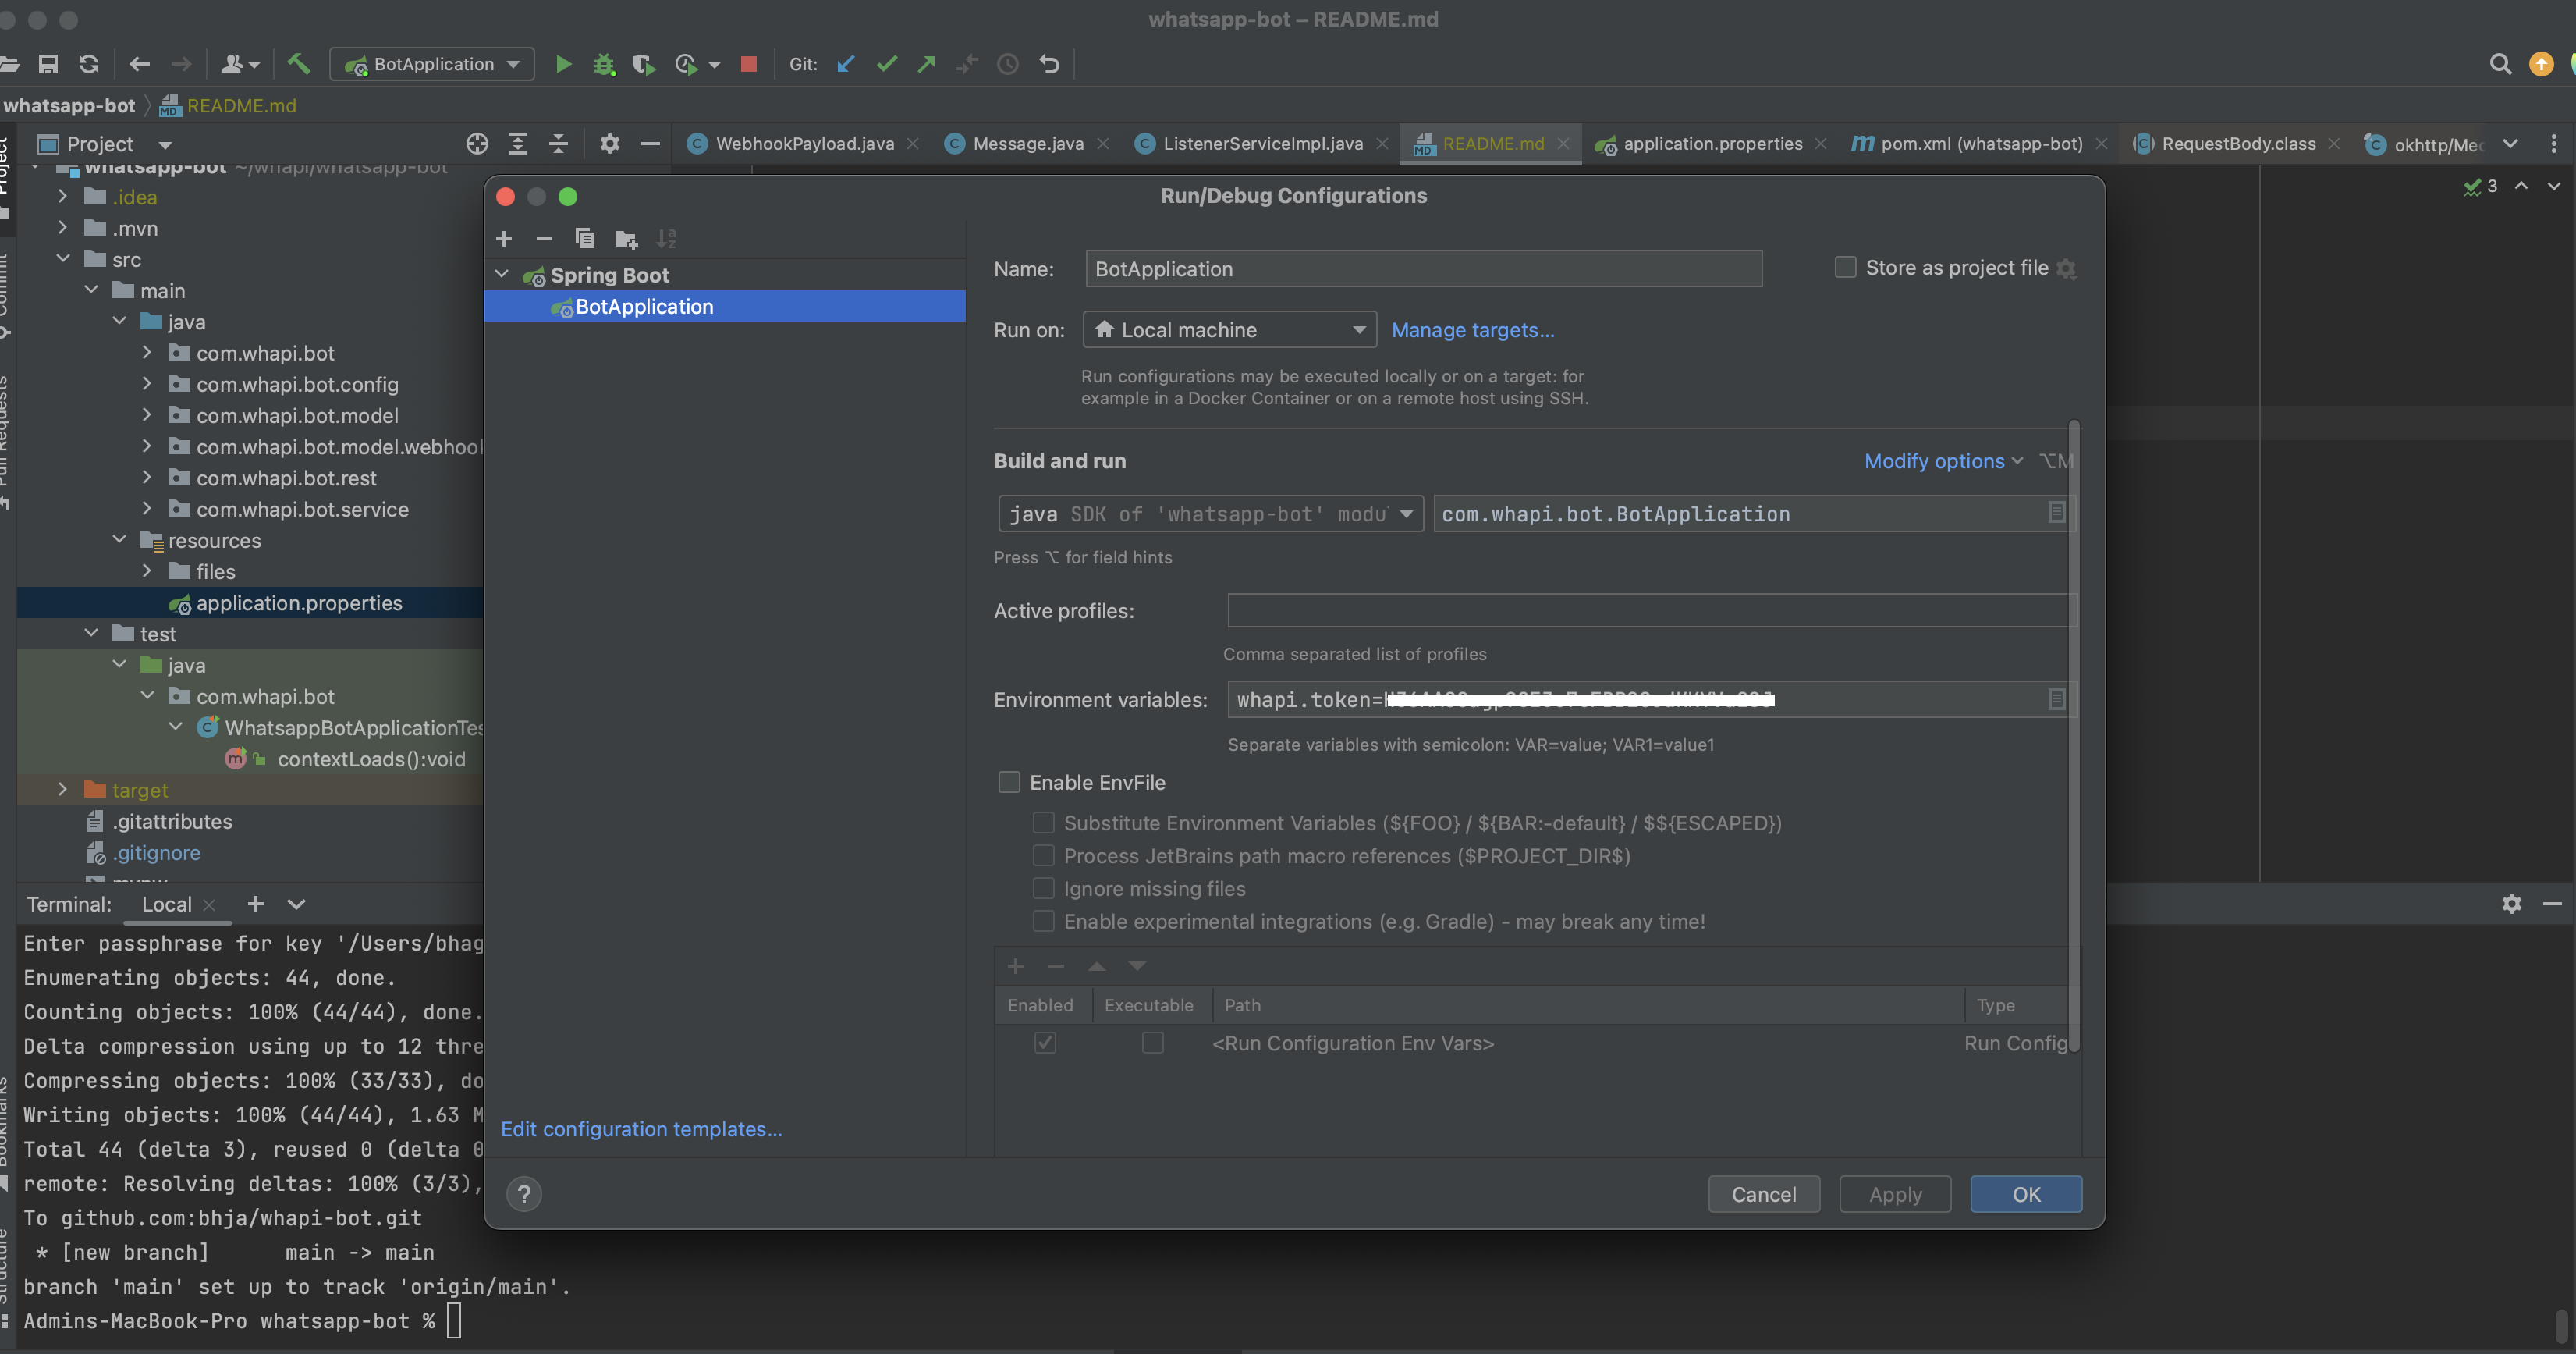 whatsapp-bot – README.md
BotApplication
Git:
whatsapp-bot
README.md
Project
WebhookPayload.java
Message.java
ListenerServiceImpl.java
README.md
application.properties
pom.xml (whatsapp-bot)
RequestBody.class
okhttp/Me
3
Project
Commit
Pull Requests
Bookmarks
Structure
whatsapp-bot ~/whapi/whatsapp-bot
.idea
.mvn
src
main
java
com.whapi.bot
com.whapi.bot.config
com.whapi.bot.model
com.whapi.bot.model.webhook
com.whapi.bot.rest
com.whapi.bot.service
resources
files
application.properties
test
java
com.whapi.bot
WhatsappBotApplicationTes
contextLoads():void
target
.gitattributes
.gitignore
Run/Debug Configurations
Spring Boot
BotApplication
Edit configuration templates...
Name: BotApplication
Store as project file
Run on: Local machine Manage targets...
Run configurations may be executed locally or on a target: for
example in a Docker Container or on a remote host using SSH.
Build and run
Modify options ⌥M
java SDK of 'whatsapp-bot' modu
com.whapi.bot.BotApplication
Press ⌥ for field hints
Active profiles:
Comma separated list of profiles
Environment variables: whapi.token=
Separate variables with semicolon: VAR=value; VAR1=value1
Enable EnvFile
Substitute Environment Variables (${FOO} / ${BAR:-default} / $${ESCAPED})
Process JetBrains path macro references ($PROJECT_DIR$)
Ignore missing files
Enable experimental integrations (e.g. Gradle) - may break any time!
Enabled Executable Path Type
<Run Configuration Env Vars> Run Config
? Cancel Apply OK
Terminal: Local
Enter passphrase for key '/Users/bhag
Enumerating objects: 44, done.
Counting objects: 100% (44/44), done.
Delta compression using up to 12 thre
Compressing objects: 100% (33/33), do
Writing objects: 100% (44/44), 1.63 M
Total 44 (delta 3), reused 0 (delta 0
remote: Resolving deltas: 100% (3/3),
To github.com:bhja/whapi-bot.git
* [new branch] main -> main
branch 'main' set up to track 'origin/main'.
Admins-MacBook-Pro whatsapp-bot %